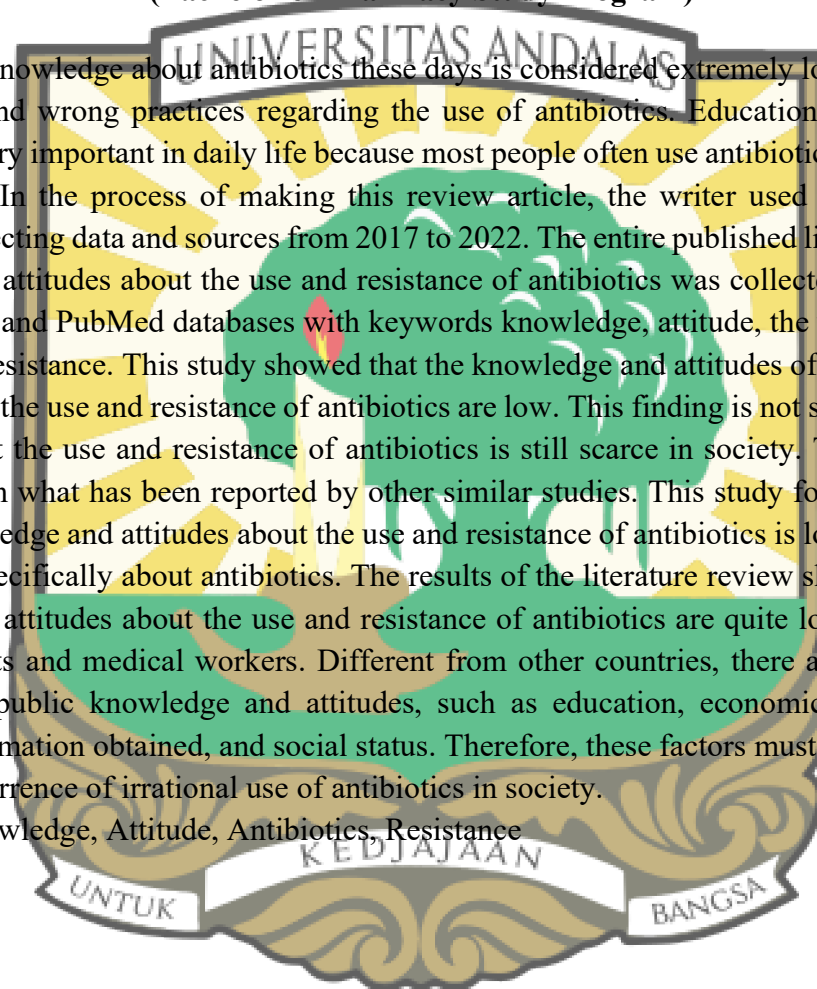 Study Program)
UNIVERSITAS ANDALAS
nowledge about antibiotics these days is considered extremely lo
nd wrong practices regarding the use of antibiotics. Education
ry important in daily life because most people often use antibiotic
In the process of making this review article, the writer used
ecting data and sources from 2017 to 2022. The entire published li
attitudes about the use and resistance of antibiotics was collecte
and PubMed databases with keywords knowledge, attitude, the
esistance. This study showed that the knowledge and attitudes of
the use and resistance of antibiotics are low. This finding is not s
t the use and resistance of antibiotics is still scarce in society. T
n what has been reported by other similar studies. This study fo
edge and attitudes about the use and resistance of antibiotics is lo
ecifically about antibiotics. The results of the literature review sh
attitudes about the use and resistance of antibiotics are quite lo
ts and medical workers. Different from other countries, there a
public knowledge and attitudes, such as education, economic
mation obtained, and social status. Therefore, these factors must
rrence of irrational use of antibiotics in society.
wledge, Attitude, Antibiotics, Resistance
UNTUK KEDJAJAAN BANGSA